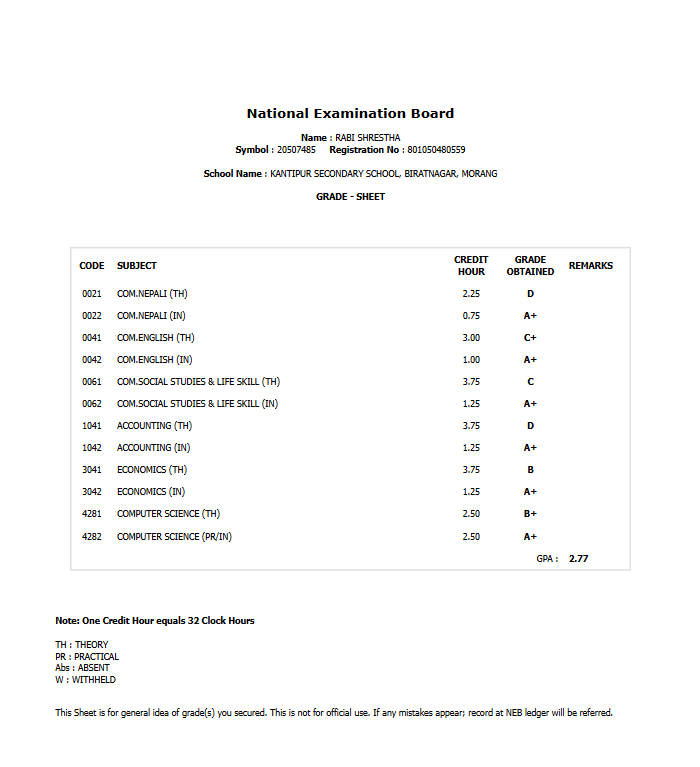 National Examination Board
Name : RABI SHRESTHA
Symbol : 20507485 Registration No : 801050480559
School Name : KANTIPUR SECONDARY SCHOOL, BIRATNAGAR, MORANG
GRADE - SHEET
CODE SUBJECT CREDIT HOUR GRADE OBTAINED REMARKS
0021 COM.NEPALI (TH) 2.25 D
0022 COM.NEPALI (IN) 0.75 A+
0041 COM.ENGLISH (TH) 3.00 C+
0042 COM.ENGLISH (IN) 1.00 A+
0061 COM.SOCIAL STUDIES & LIFE SKILL (TH) 3.75 C
0062 COM.SOCIAL STUDIES & LIFE SKILL (IN) 1.25 A+
1041 ACCOUNTING (TH) 3.75 D
1042 ACCOUNTING (IN) 1.25 A+
3041 ECONOMICS (TH) 3.75 B
3042 ECONOMICS (IN) 1.25 A+
4281 COMPUTER SCIENCE (TH) 2.50 B+
4282 COMPUTER SCIENCE (PR/IN) 2.50 A+
GPA : 2.77
Note: One Credit Hour equals 32 Clock Hours
TH : THEORY
PR : PRACTICAL
Abs : ABSENT
W : WITHHELD
This Sheet is for general idea of grade(s) you secured. This is not for official use. If any mistakes appear; record at NEB ledger will be referred.